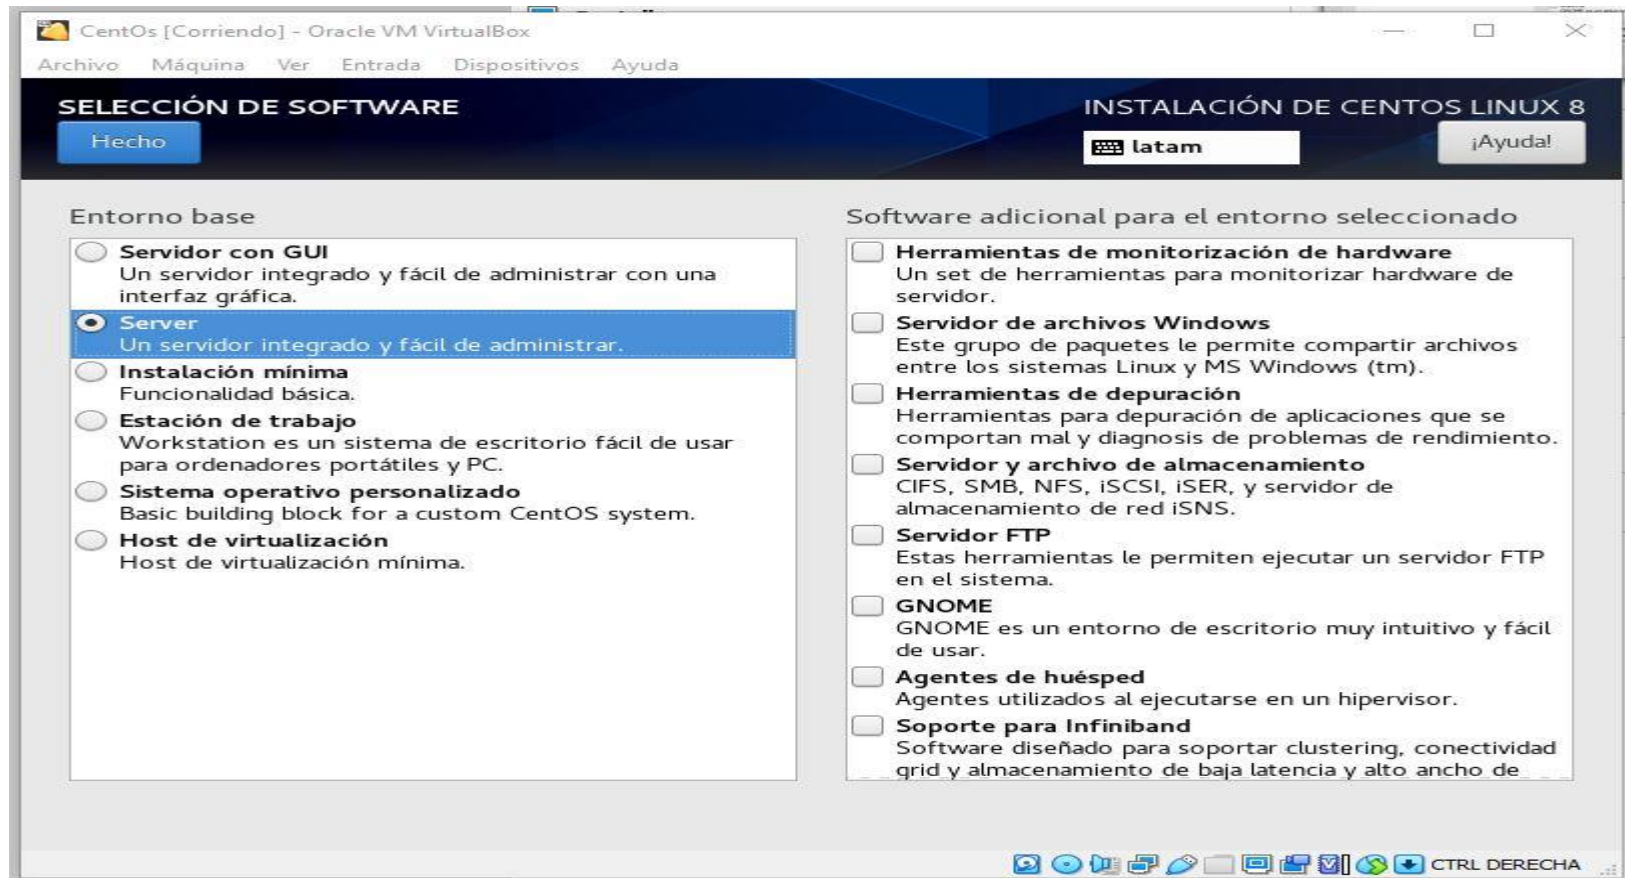 CentOs [Corriendo] - Oracle VM VirtualBox
Archivo Máquina Ver Entrada Dispositivos Ayuda
SELECCIÓN DE SOFTWARE
Hecho
INSTALACIÓN DE CENTOS LINUX 8
latam
¡Ayuda!
Entorno base
Servidor con GUI
Un servidor integrado y fácil de administrar con una
interfaz gráfica.
Server
Un servidor integrado y fácil de administrar.
Instalación mínima
Funcionalidad básica.
Estación de trabajo
Workstation es un sistema de escritorio fácil de usar
para ordenadores portátiles y PC.
Sistema operativo personalizado
Basic building block for a custom CentOS system.
Host de virtualización
Host de virtualización mínima.
Software adicional para el entorno seleccionado
Herramientas de monitorización de hardware
Un set de herramientas para monitorizar hardware de
servidor.
Servidor de archivos Windows
Este grupo de paquetes le permite compartir archivos
entre los sistemas Linux y MS Windows (tm).
Herramientas de depuración
Herramientas para depuración de aplicaciones que se
comportan mal y diagnosis de problemas de rendimiento.
Servidor y archivo de almacenamiento
CIFS, SMB, NFS, iSCSI, iSER, y servidor de
almacenamiento de red iSNS.
Servidor FTP
Estas herramientas le permiten ejecutar un servidor FTP
en el sistema.
GNOME
GNOME es un entorno de escritorio muy intuitivo y fácil
de usar.
Agentes de huésped
Agentes utilizados al ejecutarse en un hipervisor.
Soporte para Infiniband
Software diseñado para soportar clustering, conectividad
grid y almacenamiento de baja latencia y alto ancho de
CTRL DERECHA